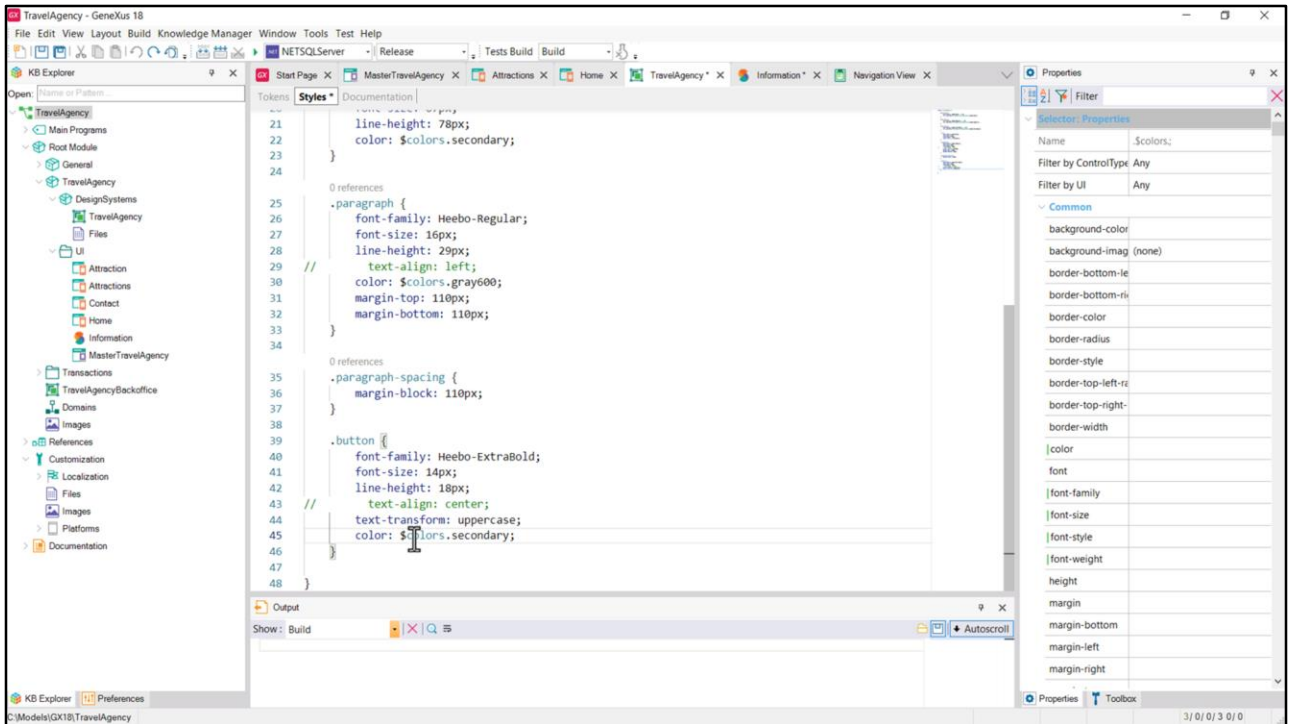 TravelAgency - GeneXus 18
File Edit View Layout Build Knowledge Manager Window Tools Test Help
NETSQLServer Release Tests Build Build
KB Explorer
Open: Name or Pattern...
TravelAgency
Main Programs
Root Module
General
TravelAgency
DesignSystems
TravelAgency
Files
UI
Attraction
Attractions
Contact
Home
Information
MasterTravelAgency
Transactions
TravelAgencyBackoffice
Domains
Images
References
Customization
Localization
Files
Images
Platforms
Documentation
KB Explorer Preferences
Start Page MasterTravelAgency Attractions Home TravelAgency * Information * Navigation View
Tokens Styles * Documentation
21 line-height: 78px;
22 color: $colors.secondary;
23 }
24
0 references
25 .paragraph {
26 font-family: Heebo-Regular;
27 font-size: 16px;
28 line-height: 29px;
29 // text-align: left;
30 color: $colors.gray600;
31 margin-top: 110px;
32 margin-bottom: 110px;
33 }
34
0 references
35 .paragraph-spacing {
36 margin-block: 110px;
37 }
38
39 .button {
40 font-family: Heebo-ExtraBold;
41 font-size: 14px;
42 line-height: 18px;
43 // text-align: center;
44 text-transform: uppercase;
45 color: $colors.secondary;
46 }
47
48 }
Output
Show: Build Autoscroll
Properties
Filter
Selector: Properties
Name .$colors,;
Filter by ControlType Any
Filter by UI Any
Common
background-color
background-imag (none)
border-bottom-le
border-bottom-ri
border-color
border-radius
border-style
border-top-left-ra
border-top-right-
border-width
color
font
font-family
font-size
font-style
font-weight
height
margin
margin-bottom
margin-left
margin-right
Properties Toolbox
C:\Models\GX18\TravelAgency 3/ 0/ 0/ 3 0/ 0